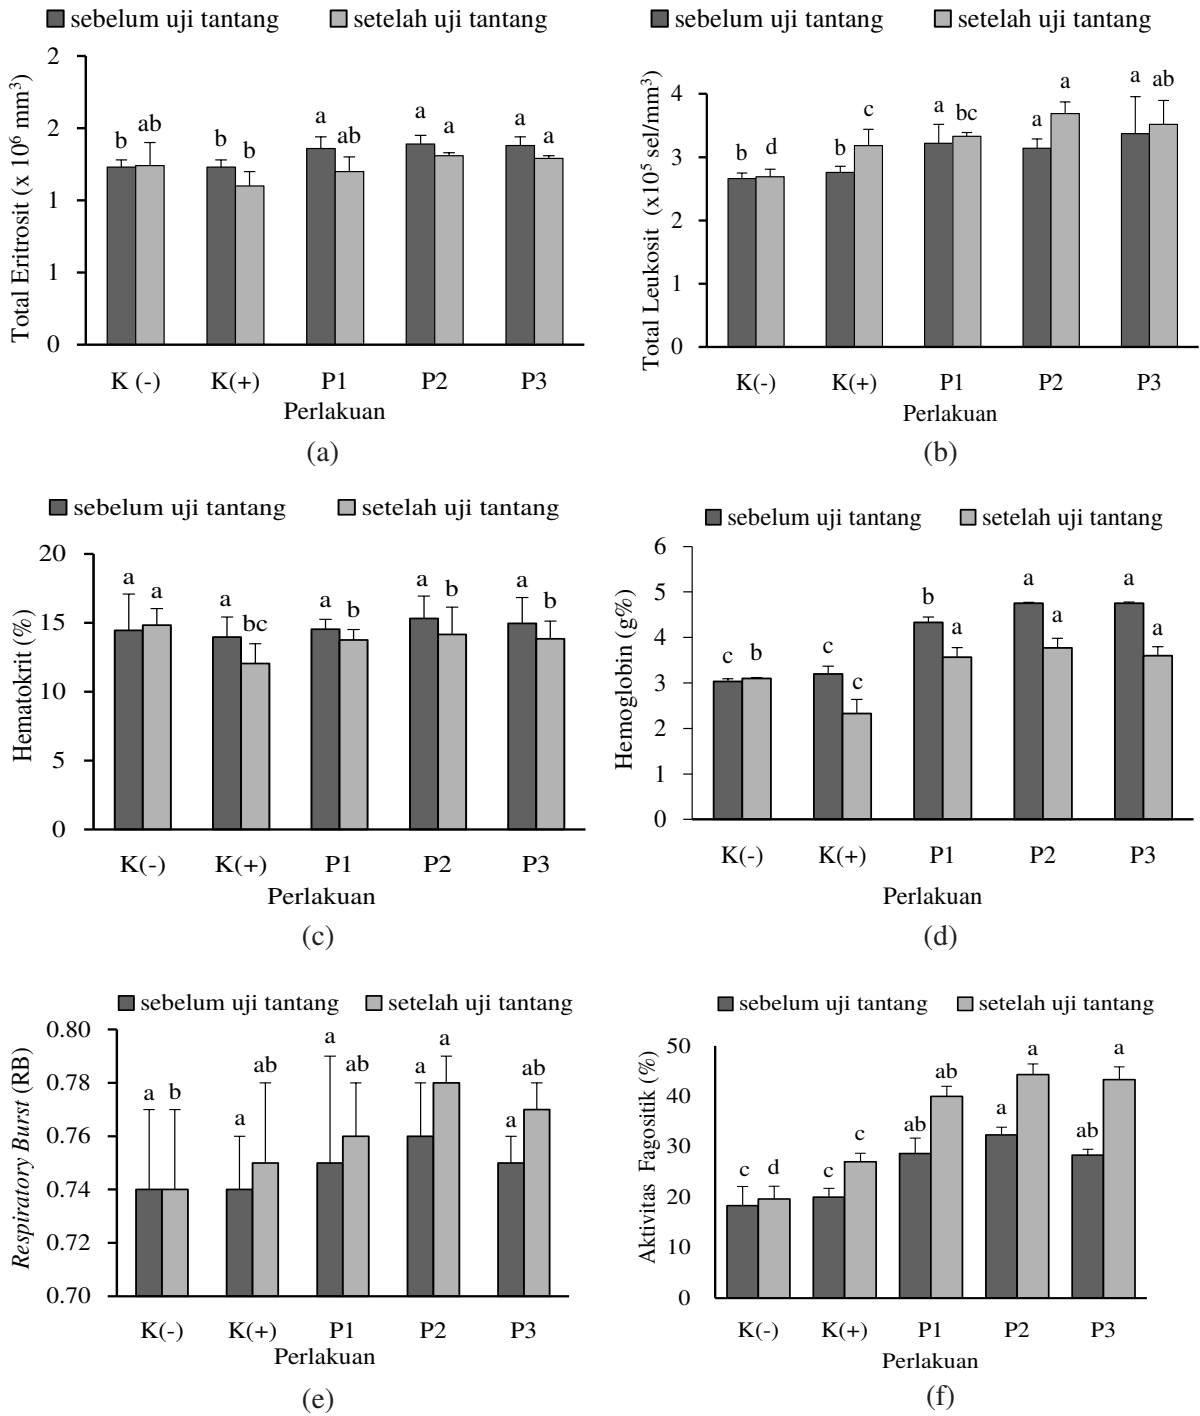 sebelum uji tantang setelah uji tantang
2
2
1
1
0
Total Eritrosit (x 10⁶ mm³)
b ab b b a ab a a a a
K (-) K(+) P1 P2 P3
Perlakuan
(a)
sebelum uji tantang setelah uji tantang
4
3
2
1
0
Total Leukosit (x10⁵ sel/mm³)
b d b c a bc a a a ab
K(-) K(+) P1 P2 P3
Perlakuan
(b)
sebelum uji tantang setelah uji tantang
20
15
10
5
0
Hematokrit (%)
a a a bc a b a b a b
K(-) K(+) P1 P2 P3
Perlakuan
(c)
sebelum uji tantang setelah uji tantang
6
5
4
3
2
1
0
Hemoglobin (g%)
c b c c b a a a a a
K(-) K(+) P1 P2 P3
Perlakuan
(d)
sebelum uji tantang setelah uji tantang
0.80
0.78
0.76
0.74
0.72
0.70
Respiratory Burst (RB)
a b a ab a ab a a a ab
K(-) K(+) P1 P2 P3
Perlakuan
(e)
sebelum uji tantang setelah uji tantang
50
40
30
20
10
0
Aktivitas Fagositik (%)
c d c c ab ab a a ab a
K(-) K(+) P1 P2 P3
Perlakuan
(f)